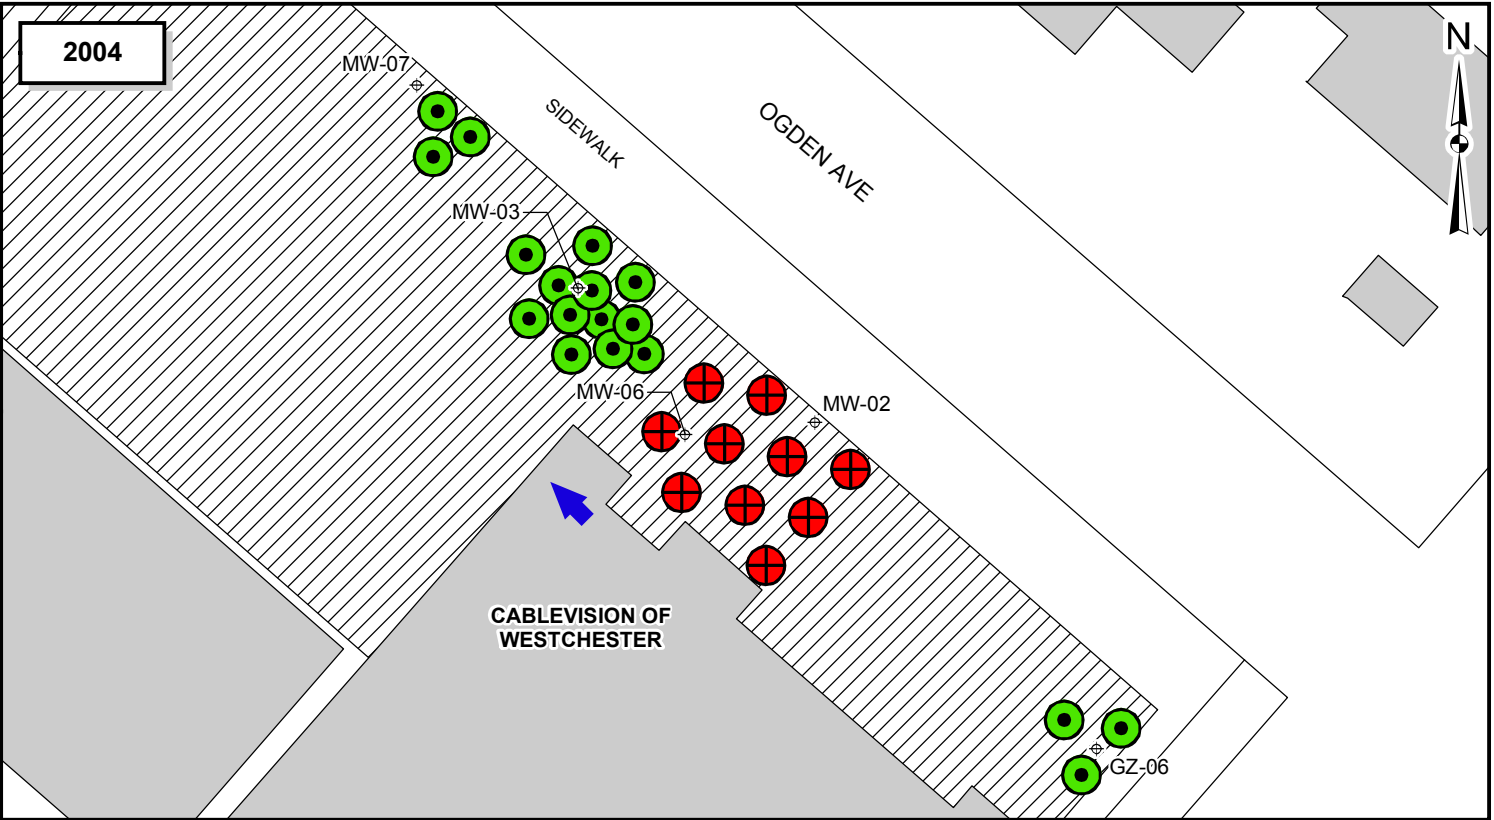 2004
N
MW-07
SIDEWALK
OGDEN AVE
MW-03
MW-06
MW-02
CABLEVISION OF
WESTCHESTER
GZ-06